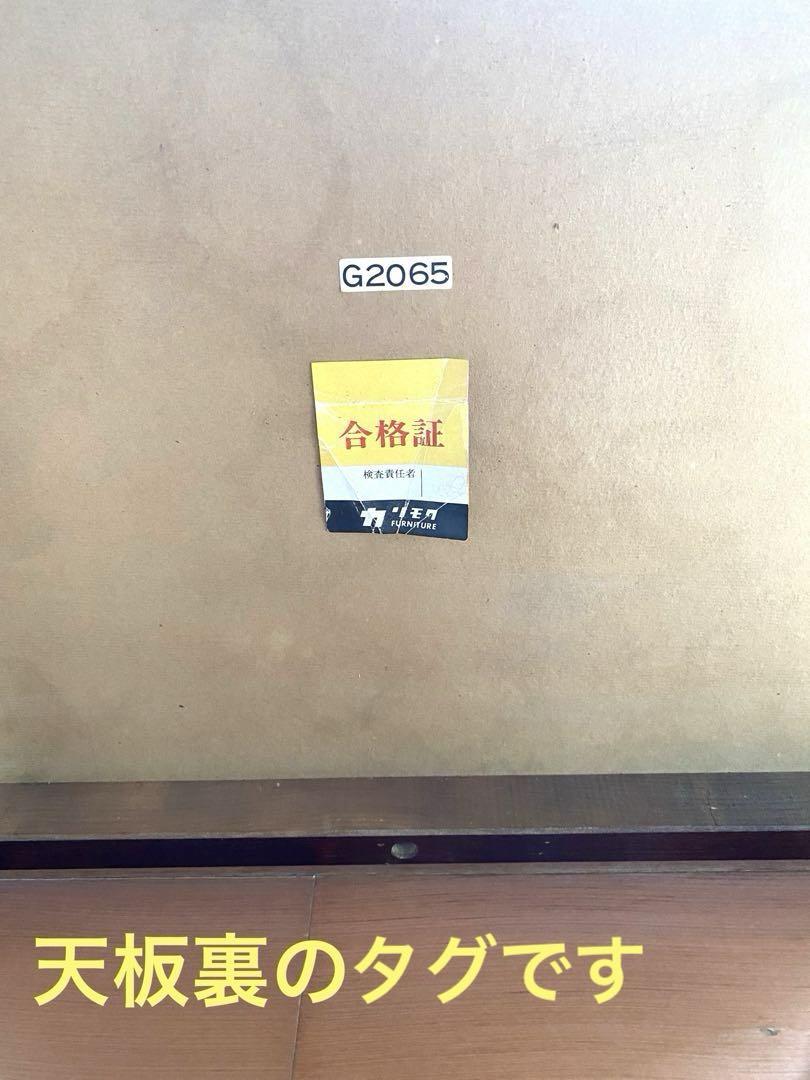 G2065
合格証
検査責任者
カリモク
FURNITURE
天板裏のタグです